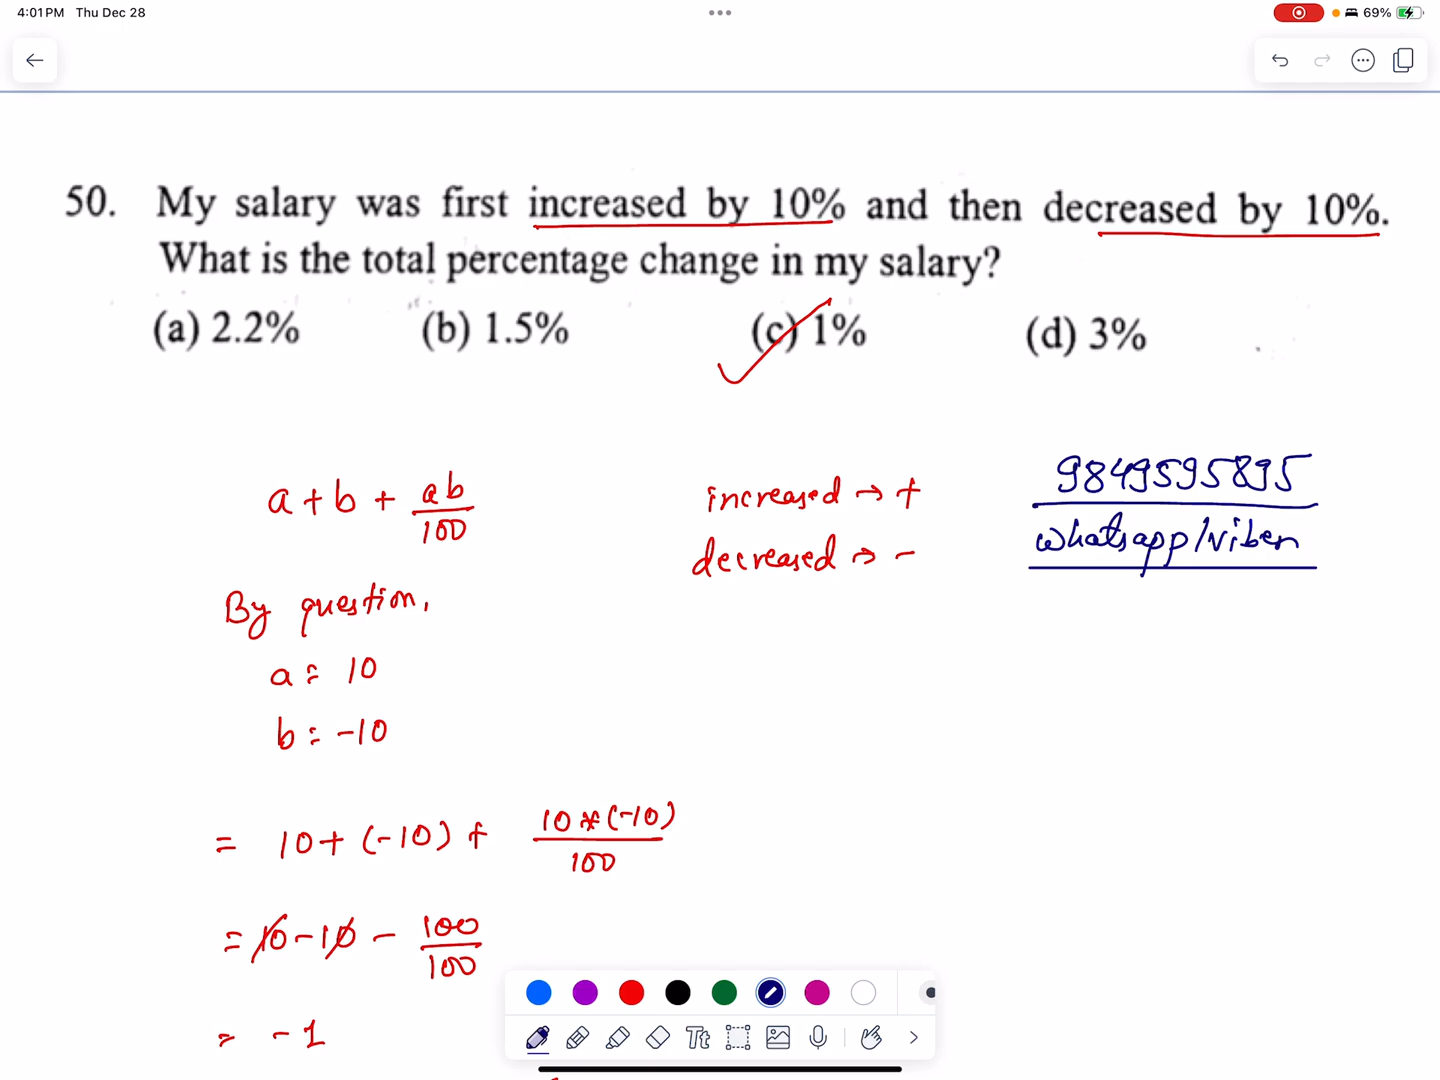 4:01 PM Thu Dec 28
69%
50. My salary was first increased by 10% and then decreased by 10%.
What is the total percentage change in my salary?
(a) 2.2% (b) 1.5% (c) 1% (d) 3%
a + b + ab/100
increased → +
decreased → -
9849595895
whatsapp/viber
By question,
a = 10
b = -10
= 10 + (-10) + 10*(-10)/100
= 10 - 10 - 100/100
= -1
Tt